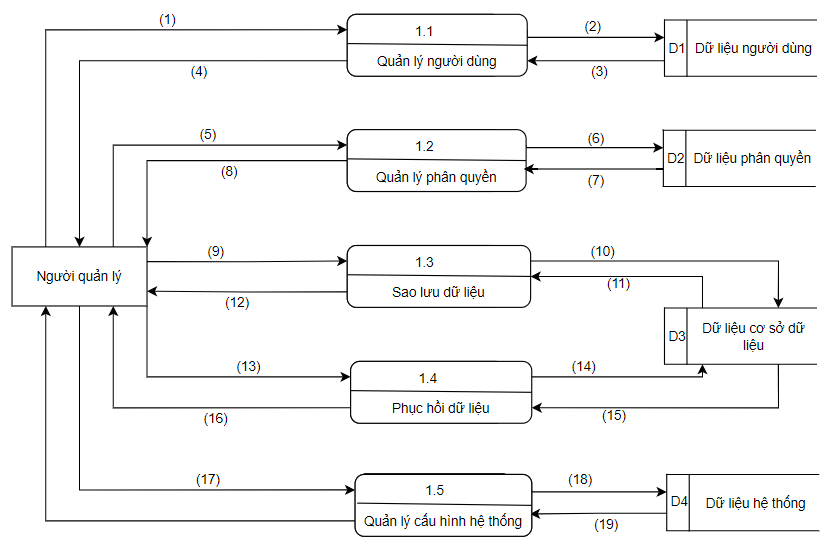 (1)
1.1
(2)
D1
Dữ liệu người dùng
Quản lý người dùng
(4)
(3)
(5)
1.2
(6)
D2
Dữ liệu phân quyền
(8)
Quản lý phân quyền
(7)
(9)
1.3
(10)
Người quản lý
(11)
(12)
Sao lưu dữ liệu
D3
Dữ liệu cơ sở dữ
liệu
(13)
1.4
(14)
(16)
Phục hồi dữ liệu
(15)
(17)
1.5
(18)
D4
Dữ liệu hệ thống
Quản lý cấu hình hệ thống
(19)